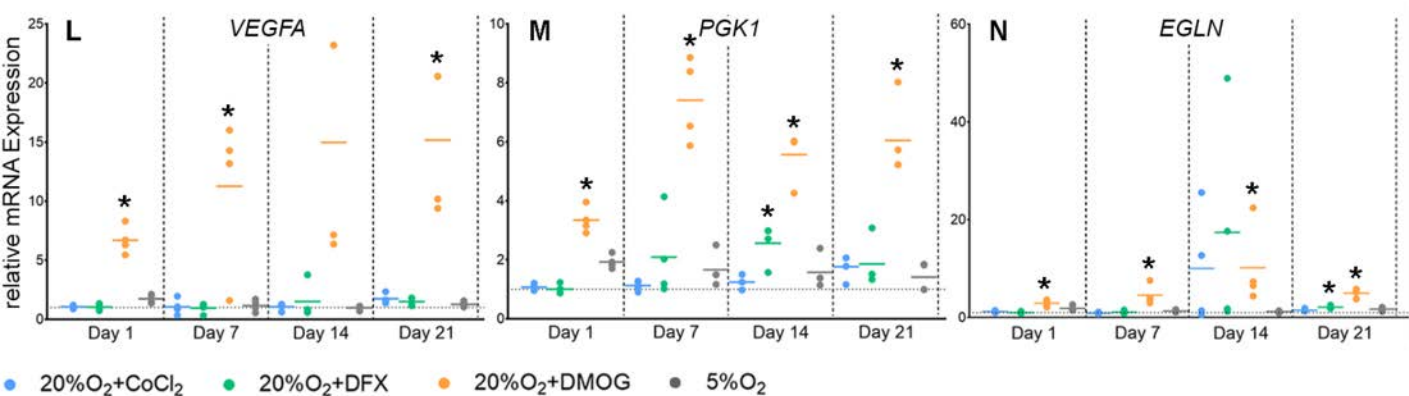 L VEGFA M PGK1 N EGLN
relative mRNA Expression
25
20
15
10
5
0
10
8
6
4
2
0
60
40
20
0
* * *
* * * * *
* * * * *
Day 1 Day 7 Day 14 Day 21 Day 1 Day 7 Day 14 Day 21 Day 1 Day 7 Day 14 Day 21
20%O₂+CoCl₂ 20%O₂+DFX 20%O₂+DMOG 5%O₂